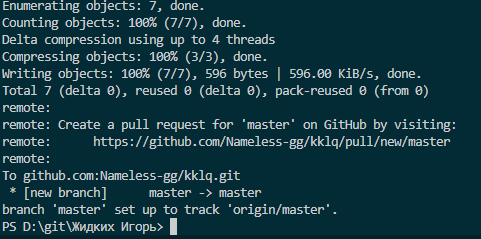 Enumerating objects: 7, done.
Counting objects: 100% (7/7), done.
Delta compression using up to 4 threads
Compressing objects: 100% (3/3), done.
Writing objects: 100% (7/7), 596 bytes | 596.00 KiB/s, done.
Total 7 (delta 0), reused 0 (delta 0), pack-reused 0 (from 0)
remote:
remote: Create a pull request for 'master' on GitHub by visiting:
remote:      https://github.com/Nameless-gg/kklq/pull/new/master
remote:
To github.com:Nameless-gg/kklq.git
 * [new branch]      master -> master
branch 'master' set up to track 'origin/master'.
PS D:\git\Жидких Игорь>